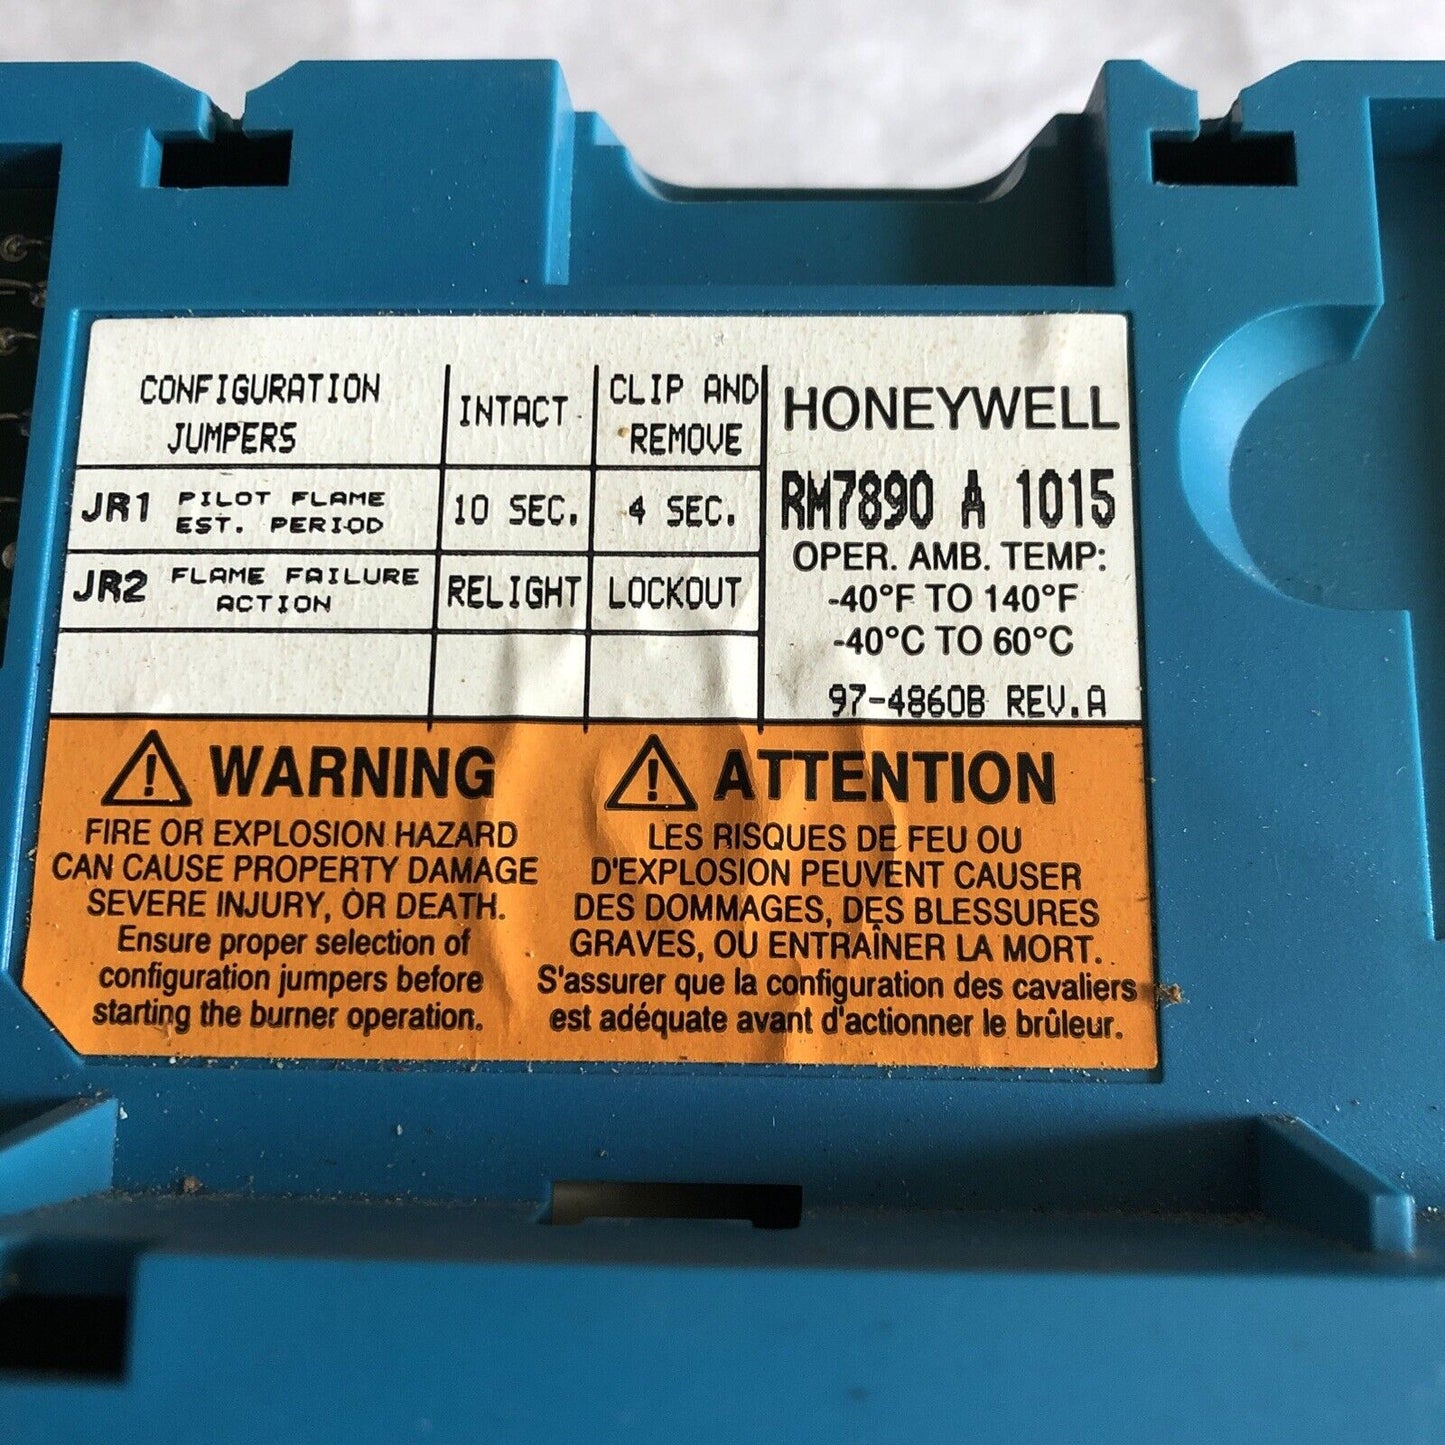 CONFIGURATION
JUMPERS
INTACT
CLIP AND
REMOVE
JR1 PILOT FLAME
EST. PERIOD
10 SEC.
4 SEC.
JR2 FLAME FAILURE
ACTION
RELIGHT
LOCKOUT
HONEYWELL
RM7890 A 1015
OPER. AMB. TEMP:
-40°F TO 140°F
-40°C TO 60°C
97-4860B REV.A
WARNING
FIRE OR EXPLOSION HAZARD
CAN CAUSE PROPERTY DAMAGE
SEVERE INJURY, OR DEATH.
Ensure proper selection of
configuration jumpers before
starting the burner operation.
ATTENTION
LES RISQUES DE FEU OU
D'EXPLOSION PEUVENT CAUSER
DES DOMMAGES, DES BLESSURES
GRAVES, OU ENTRAÎNER LA MORT.
S'assurer que la configuration des cavaliers
est adéquate avant d'actionner le brûleur.